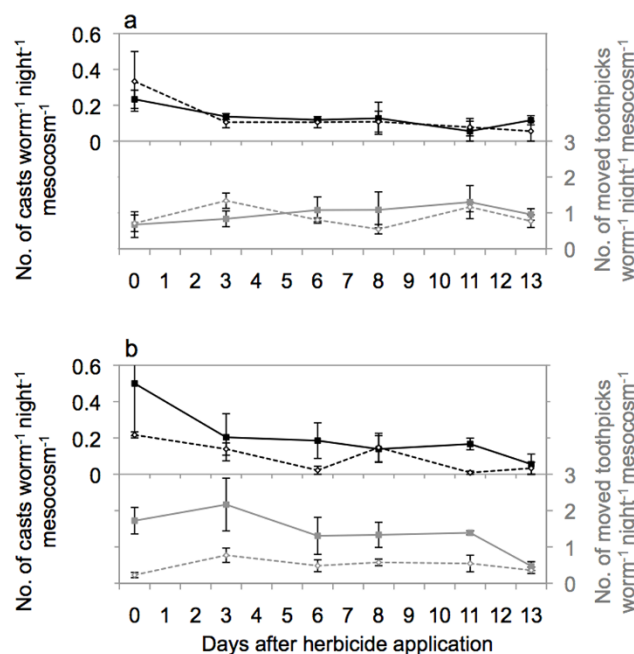 a
0.6
0.4
0.2
0
3
2
1
0
No. of casts worm⁻¹ night⁻¹
mesocosm⁻¹
No. of moved toothpicks
worm⁻¹ night⁻¹ mesocosm⁻¹
0 1 2 3 4 5 6 7 8 9 10 11 12 13
b
0.6
0.4
0.2
0
3
2
1
0
No. of casts worm⁻¹ night⁻¹
mesocosm⁻¹
No. of moved toothpicks
worm⁻¹ night⁻¹ mesocosm⁻¹
0 1 2 3 4 5 6 7 8 9 10 11 12 13
Days after herbicide application